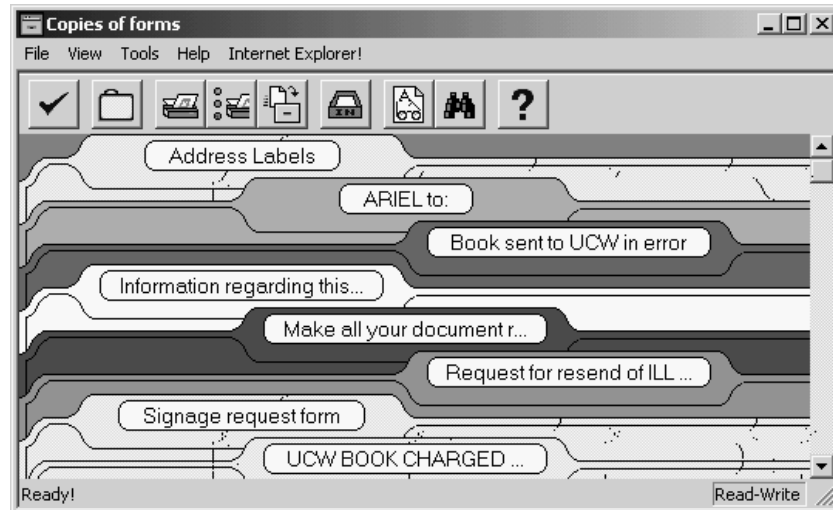 Copies of forms
File View Tools Help Internet Explorer!
IN
A
?
Address Labels
ARIEL to:
Book sent to UCW in error
Information regarding this...
Make all your document r...
Request for resend of ILL ...
Signage request form
UCW BOOK CHARGED ...
Ready! Read-Write